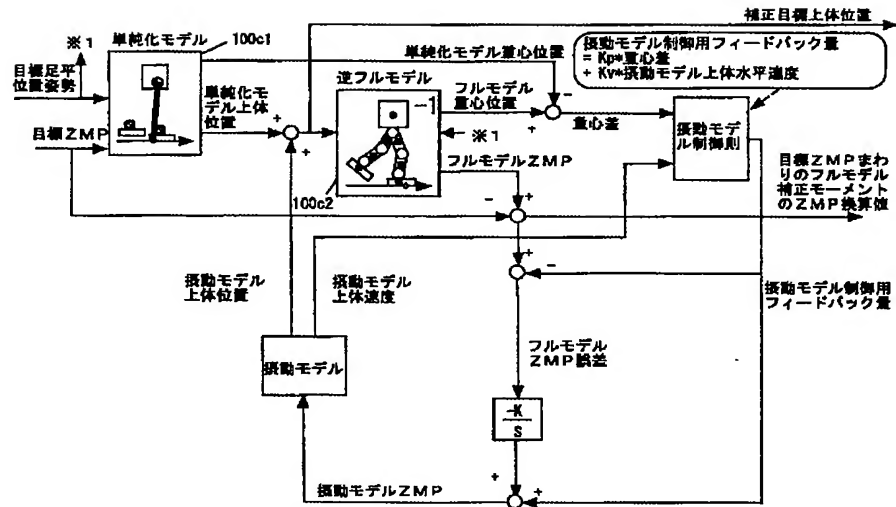 補正目標上体位置
※1
単純化モデル
100c1
単純化モデル重心位置
摂動モデル制御用フィードバック量
= Kp*重心差
+ Kv*摂動モデル上体水平速度
目標足平
位置姿勢
単純化モ
デル上体
位置
逆フルモデル
-1
フルモデル
重心位置
-
+
重心差
摂動モ
デル制
御則
目標ZMP
+
+
※1
フルモデルZMP
100c2
目標ZMPまわ
りのフルモデル
補正モーメント
のZMP換算値
+
-
+
-
摂動モデル
上体位置
摂動モデル
上体速度
摂動モデル制御用
フィードバック量
フルモデル
ZMP誤差
摂動モデル
-K
S
+
+
摂動モデルZMP